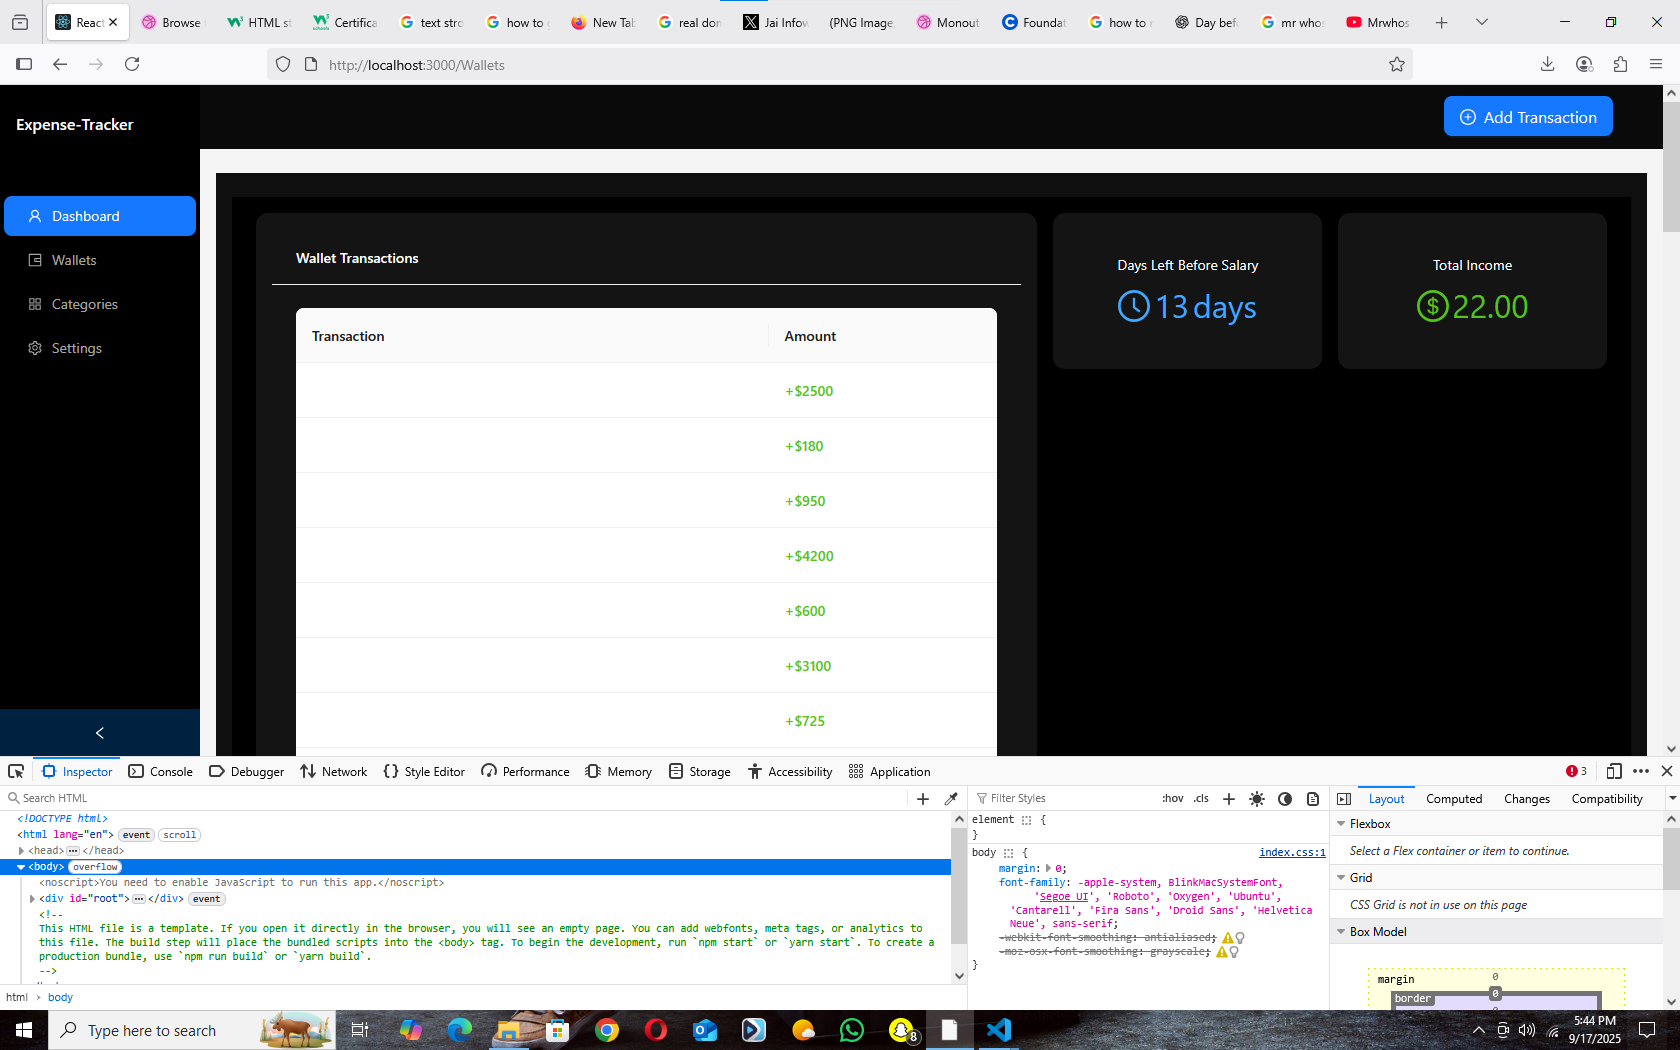 React
Browse
HTML st
Certifica
text stro
how to g
New Tab
real don
Jai Infow
(PNG Image,
Monout
Foundat
how to r
Day befo
mr whos
Mrwhos
http://localhost:3000/Wallets
Expense-Tracker
Add Transaction
Dashboard
Wallets
Categories
Settings
Wallet Transactions
Transaction
Amount
+$2500
+$180
+$950
+$4200
+$600
+$3100
+$725
Days Left Before Salary
13 days
Total Income
$22.00
Inspector
Console
Debugger
Network
Style Editor
Performance
Memory
Storage
Accessibility
Application
3
Search HTML
<!DOCTYPE html>
<html lang="en"> event scroll
<head> ••• </head>
<body> overflow
<noscript>You need to enable JavaScript to run this app.</noscript>
<div id="root"> ••• </div> event
<!--
This HTML file is a template. If you open it directly in the browser, you will see an empty page. You can add webfonts, meta tags, or analytics to
this file. The build step will place the bundled scripts into the <body> tag. To begin the development, run `npm start` or `yarn start`. To create a
production bundle, use `npm run build` or `yarn build`.
-->
html › body
Filter Styles
:hov .cls
element {
}
body {
index.css:1
margin: 0;
font-family: -apple-system, BlinkMacSystemFont,
'Segoe UI', 'Roboto', 'Oxygen', 'Ubuntu',
'Cantarell', 'Fira Sans', 'Droid Sans', 'Helvetica
Neue', sans-serif;
-webkit-font-smoothing: antialiased;
-moz-osx-font-smoothing: grayscale;
}
Layout
Computed
Changes
Compatibility
Flexbox
Select a Flex container or item to continue.
Grid
CSS Grid is not in use on this page
Box Model
margin
0
border
0
Type here to search
8
5:44 PM
9/17/2025